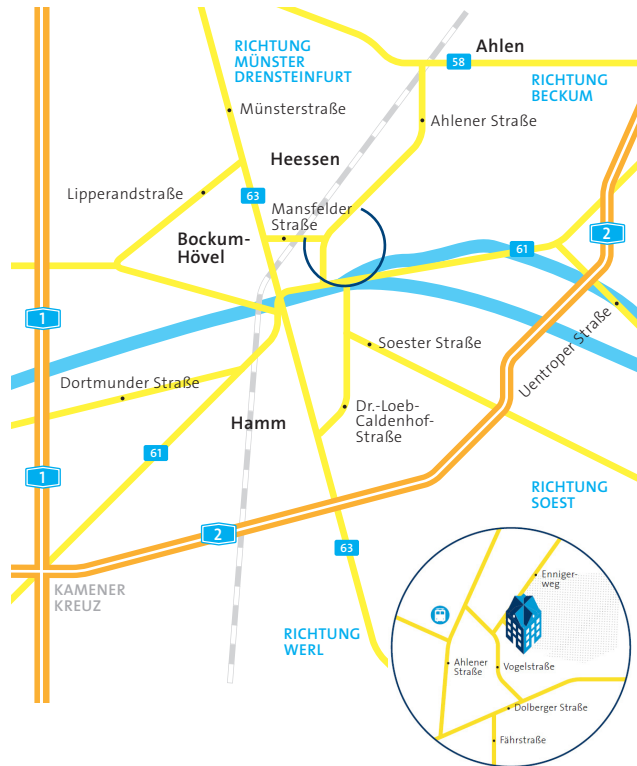 RICHTUNG
MÜNSTER
DRENSTEINFURT
Ahlen
58
RICHTUNG
BECKUM
Münsterstraße
Ahlener Straße
Heessen
Lipperandstraße
63
Mansfelder
Straße
Bockum-
Hövel
2
61
1
Soester Straße
Uentroper Straße
Dortmunder Straße
Hamm
Dr.-Loeb-
Caldenhof-
Straße
61
1
RICHTUNG
SOEST
2
63
KAMENER
KREUZ
RICHTUNG
WERL
Enniger-
weg
Ahlener
Straße
Vogelstraße
Dolberger Straße
Fährstraße